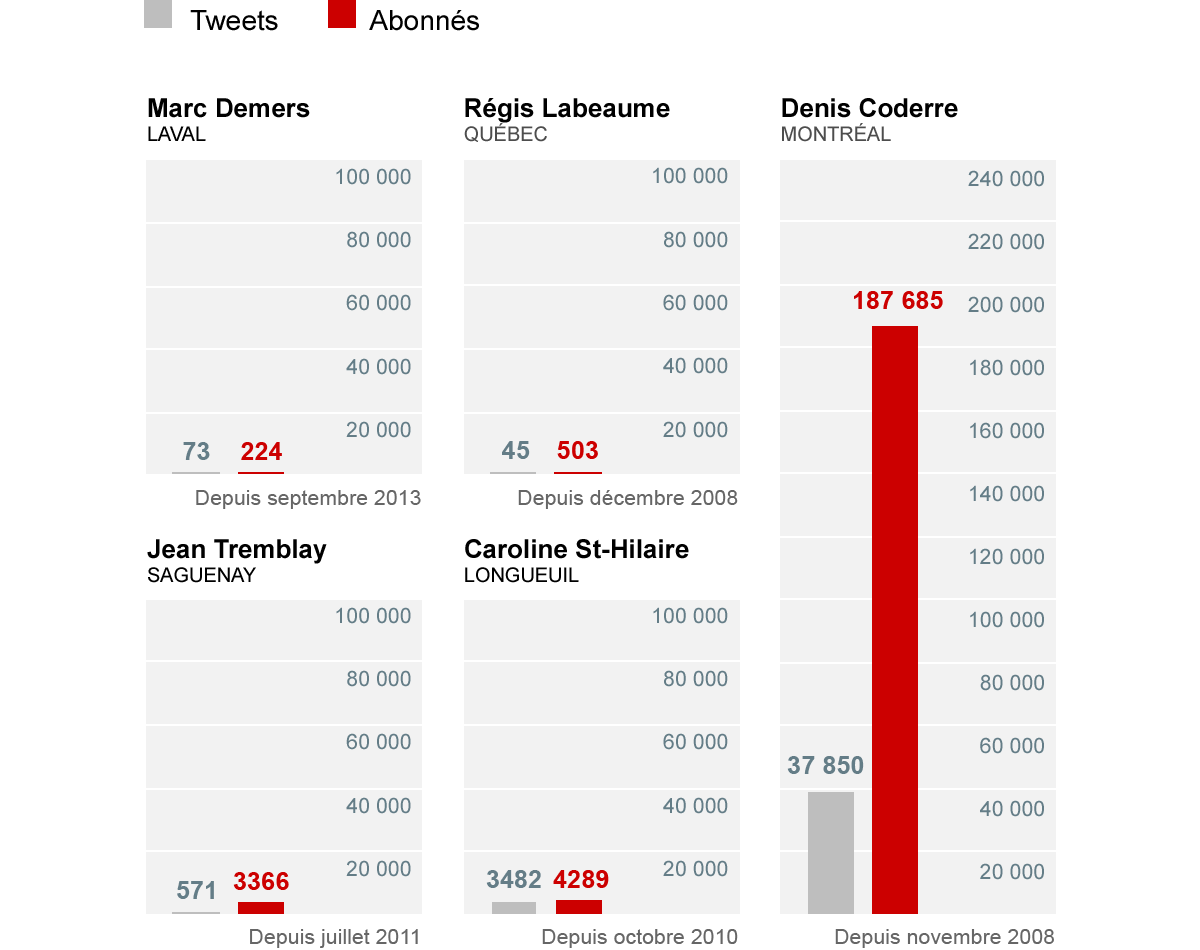 Tweets Abonnés
Marc Demers
LAVAL
100 000
80 000
60 000
40 000
20 000
73 224
Depuis septembre 2013
Régis Labeaume
QUÉBEC
100 000
80 000
60 000
40 000
20 000
45 503
Depuis décembre 2008
Denis Coderre
MONTRÉAL
240 000
220 000
187 685 200 000
180 000
160 000
140 000
120 000
100 000
80 000
60 000
37 850
40 000
20 000
Depuis novembre 2008
Jean Tremblay
SAGUENAY
100 000
80 000
60 000
40 000
20 000
571 3366
Depuis juillet 2011
Caroline St-Hilaire
LONGUEUIL
100 000
80 000
60 000
40 000
20 000
3482 4289
Depuis octobre 2010